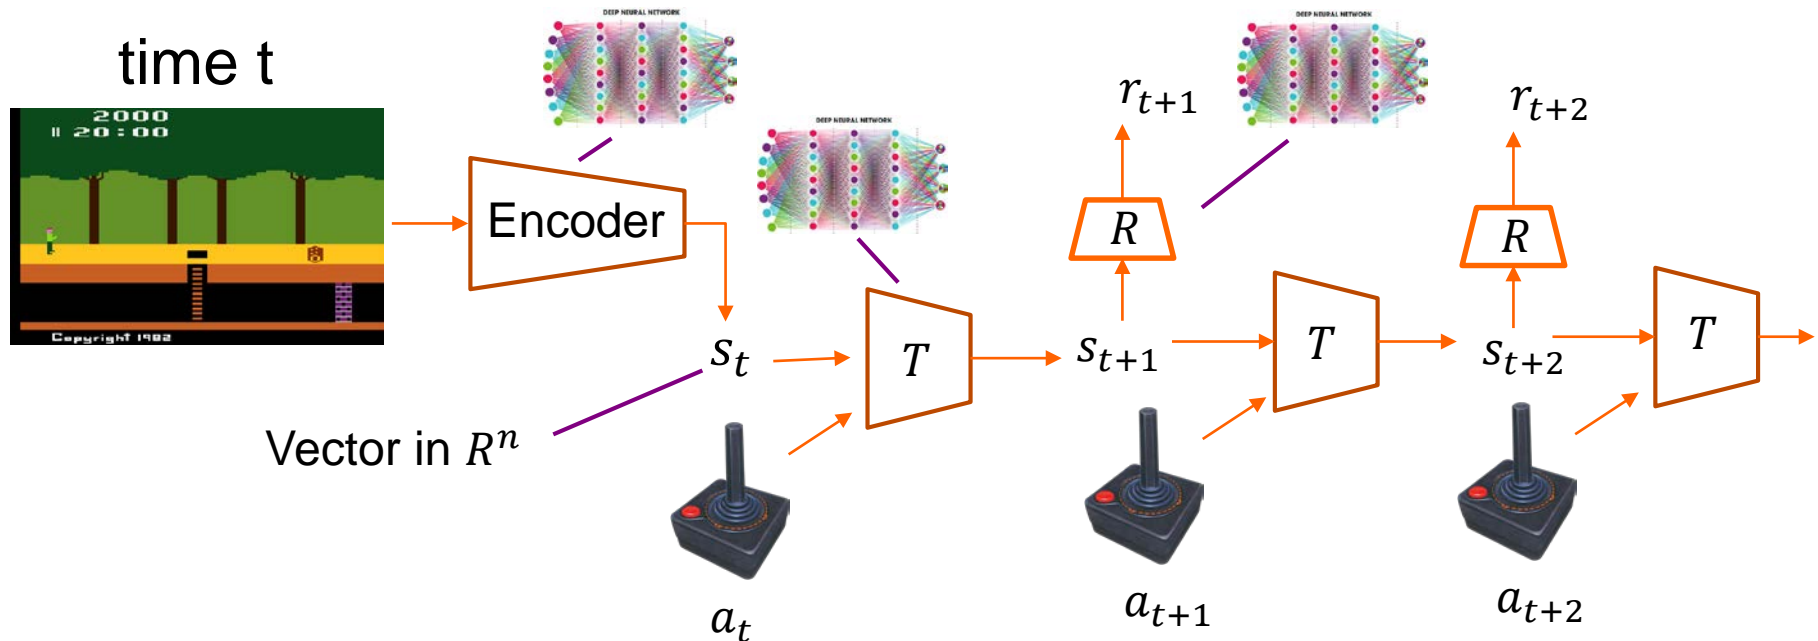 time t
2000
II 20:00
Copyright 1982
DEEP NEURAL NETWORK
DEEP NEURAL NETWORK
DEEP NEURAL NETWORK
Encoder
r_{t+1}
r_{t+2}
R
R
s_t
T
s_{t+1}
T
s_{t+2}
T
Vector in R^n
a_t
a_{t+1}
a_{t+2}